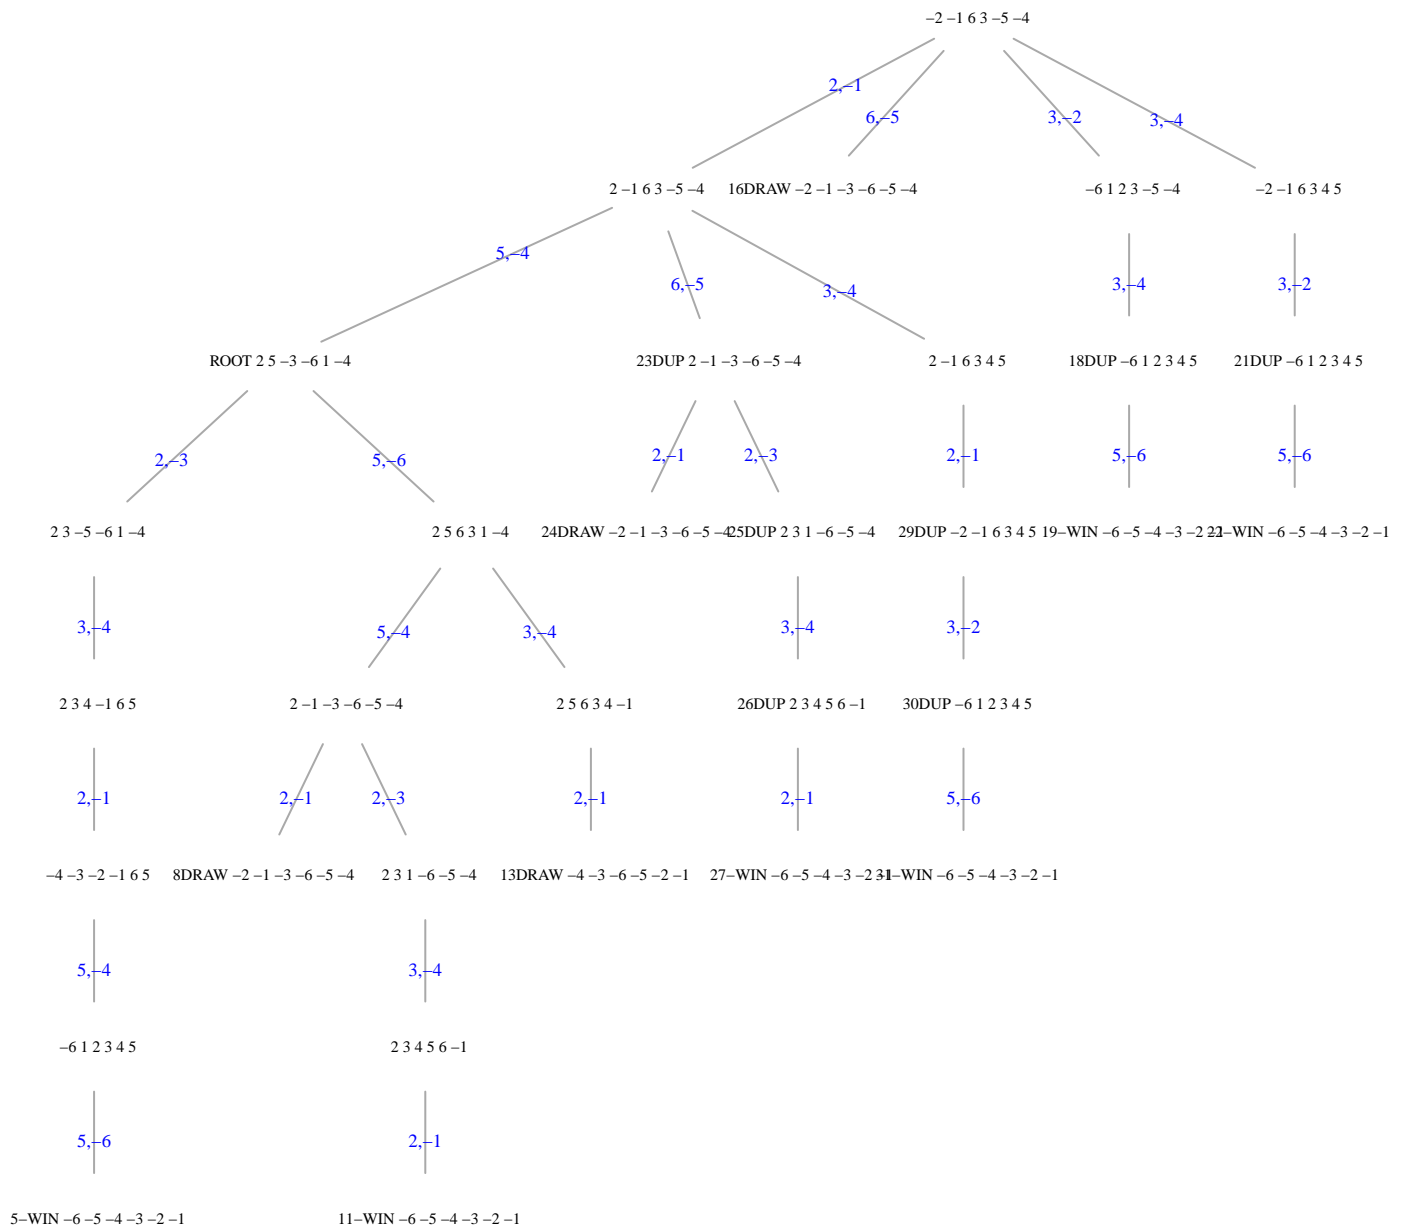 −2 −1 6 3 −5 −4
2,−1
6,−5
3,−2
3,−4
2 −1 6 3 −5 −4
16DRAW −2 −1 −3 −6 −5 −4
−6 1 2 3 −5 −4
−2 −1 6 3 4 5
5,−4
6,−5
3,−4
3,−4
3,−2
ROOT 2 5 −3 −6 1 −4
23DUP 2 −1 −3 −6 −5 −4
2 −1 6 3 4 5
18DUP −6 1 2 3 4 5
21DUP −6 1 2 3 4 5
2,−3
5,−6
2,−1
2,−3
2,−1
5,−6
5,−6
2 3 −5 −6 1 −4
2 5 6 3 1 −4
24DRAW −2 −1 −3 −6 −5 −4
25DUP 2 3 1 −6 −5 −4
29DUP −2 −1 6 3 4 5
19−WIN −6 −5 −4 −3 −2
−WIN −6 −5 −4 −3 −2 −1
3,−4
5,−4
3,−4
3,−4
3,−2
2 3 4 −1 6 5
2 −1 −3 −6 −5 −4
2 5 6 3 4 −1
26DUP 2 3 4 5 6 −1
30DUP −6 1 2 3 4 5
2,−1
2,−1
2,−3
2,−1
2,−1
5,−6
−4 −3 −2 −1 6 5
8DRAW −2 −1 −3 −6 −5 −4
2 3 1 −6 −5 −4
13DRAW −4 −3 −6 −5 −2 −1
27−WIN −6 −5 −4 −3 −2
−WIN −6 −5 −4 −3 −2 −1
5,−4
3,−4
−6 1 2 3 4 5
2 3 4 5 6 −1
5,−6
2,−1
5−WIN −6 −5 −4 −3 −2 −1
11−WIN −6 −5 −4 −3 −2 −1